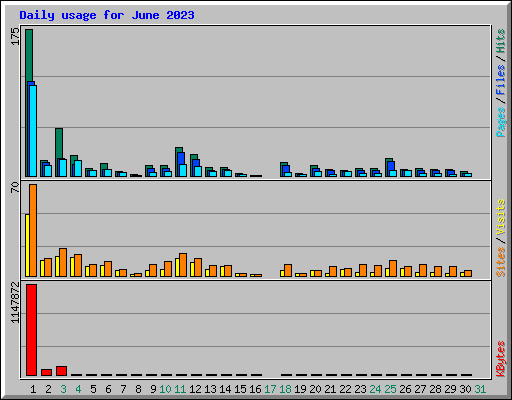 Daily usage for June 2023
175
Pages / Files / Hits
70
Sites / Visits
1147872
KBytes
1 2 3 4 5 6 7 8 9 10 11 12 13 14 15 16 17 18 19 20 21 22 23 24 25 26 27 28 29 30 31